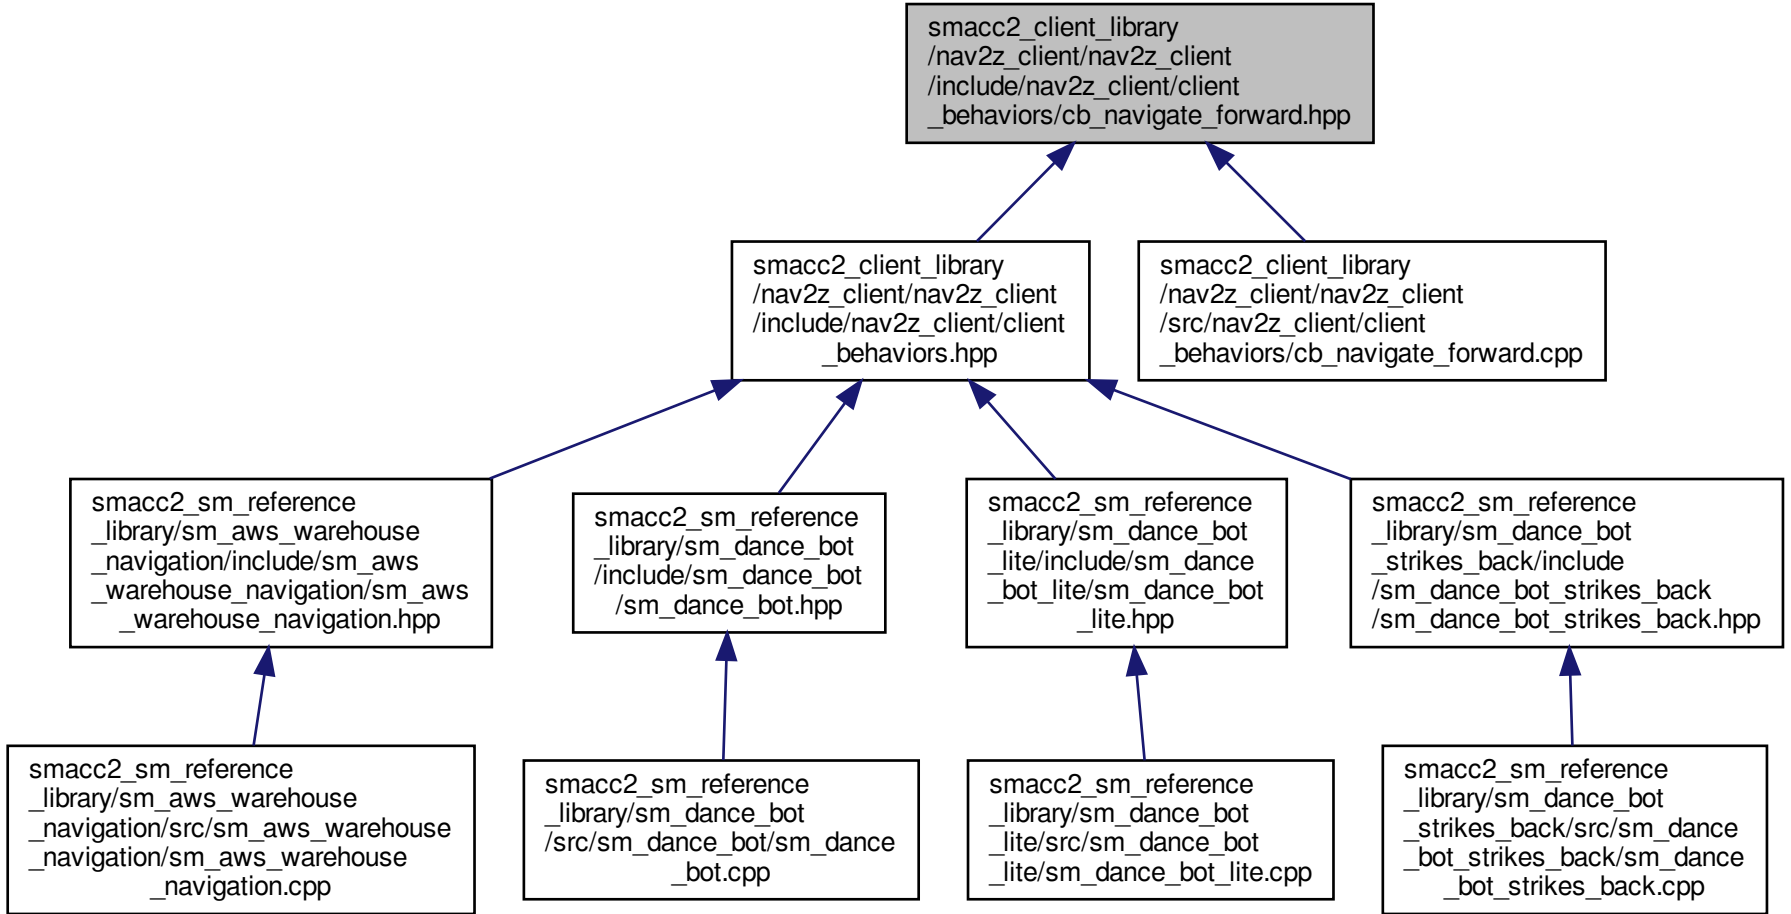 smacc2_client_library
/nav2z_client/nav2z_client
/include/nav2z_client/client
_behaviors/cb_navigate_forward.hpp
smacc2_client_library
/nav2z_client/nav2z_client
/include/nav2z_client/client
_behaviors.hpp
smacc2_client_library
/nav2z_client/nav2z_client
/src/nav2z_client/client
_behaviors/cb_navigate_forward.cpp
smacc2_sm_reference
_library/sm_aws_warehouse
_navigation/include/sm_aws
_warehouse_navigation/sm_aws
_warehouse_navigation.hpp
smacc2_sm_reference
_library/sm_dance_bot
/include/sm_dance_bot
/sm_dance_bot.hpp
smacc2_sm_reference
_library/sm_dance_bot
_lite/include/sm_dance
_bot_lite/sm_dance_bot
_lite.hpp
smacc2_sm_reference
_library/sm_dance_bot
_strikes_back/include
/sm_dance_bot_strikes_back
/sm_dance_bot_strikes_back.hpp
smacc2_sm_reference
_library/sm_aws_warehouse
_navigation/src/sm_aws_warehouse
_navigation/sm_aws_warehouse
_navigation.cpp
smacc2_sm_reference
_library/sm_dance_bot
/src/sm_dance_bot/sm_dance
_bot.cpp
smacc2_sm_reference
_library/sm_dance_bot
_lite/src/sm_dance_bot
_lite/sm_dance_bot_lite.cpp
smacc2_sm_reference
_library/sm_dance_bot
_strikes_back/src/sm_dance
_bot_strikes_back/sm_dance
_bot_strikes_back.cpp